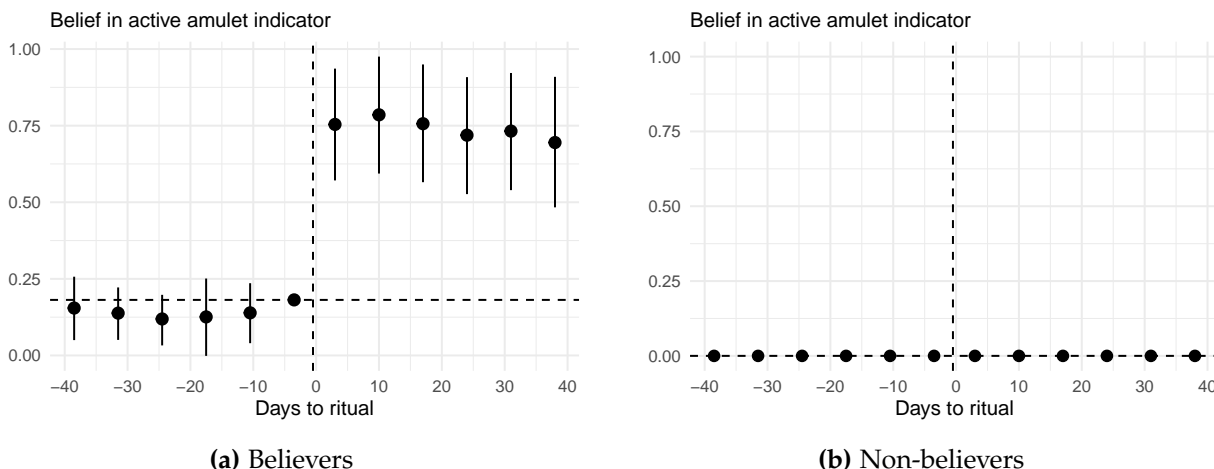 Belief in active amulet indicator
1.00
0.75
0.50
0.25
0.00
−40 −30 −20 −10 0 10 20 30 40
Days to ritual
(a) Believers
Belief in active amulet indicator
1.00
0.75
0.50
0.25
0.00
−40 −30 −20 −10 0 10 20 30 40
Days to ritual
(b) Non-believers